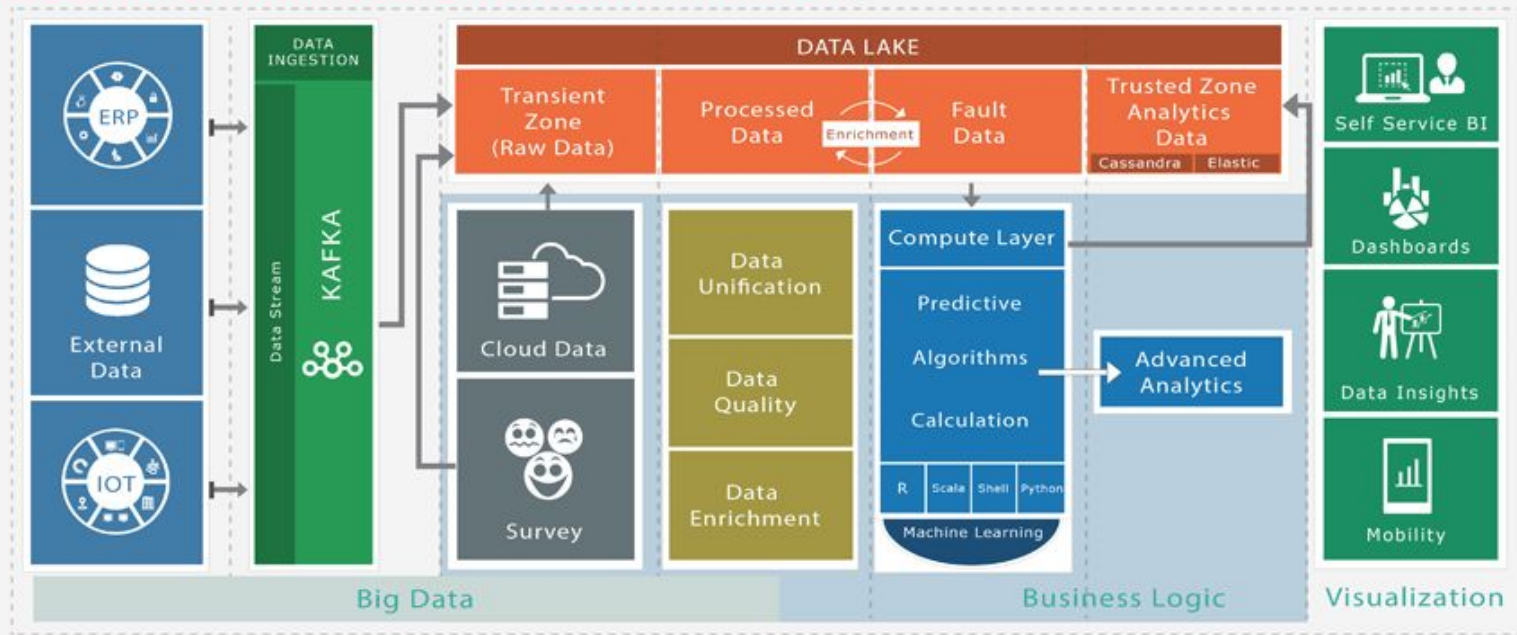 ERP
External
Data
IOT
DATA
INGESTION
Data Stream
KAFKA
DATA LAKE
Transient
Zone
(Raw Data)
Processed
Data
Enrichment
Fault
Data
Trusted Zone
Analytics
Data
Cassandra
Elastic
Cloud Data
Survey
Data
Unification
Data
Quality
Data
Enrichment
Compute Layer
Predictive
Algorithms
Calculation
R
Scala
Shell
Python
Machine Learning
Advanced
Analytics
Self Service BI
Dashboards
Data Insights
Mobility
Big Data
Business Logic
Visualization